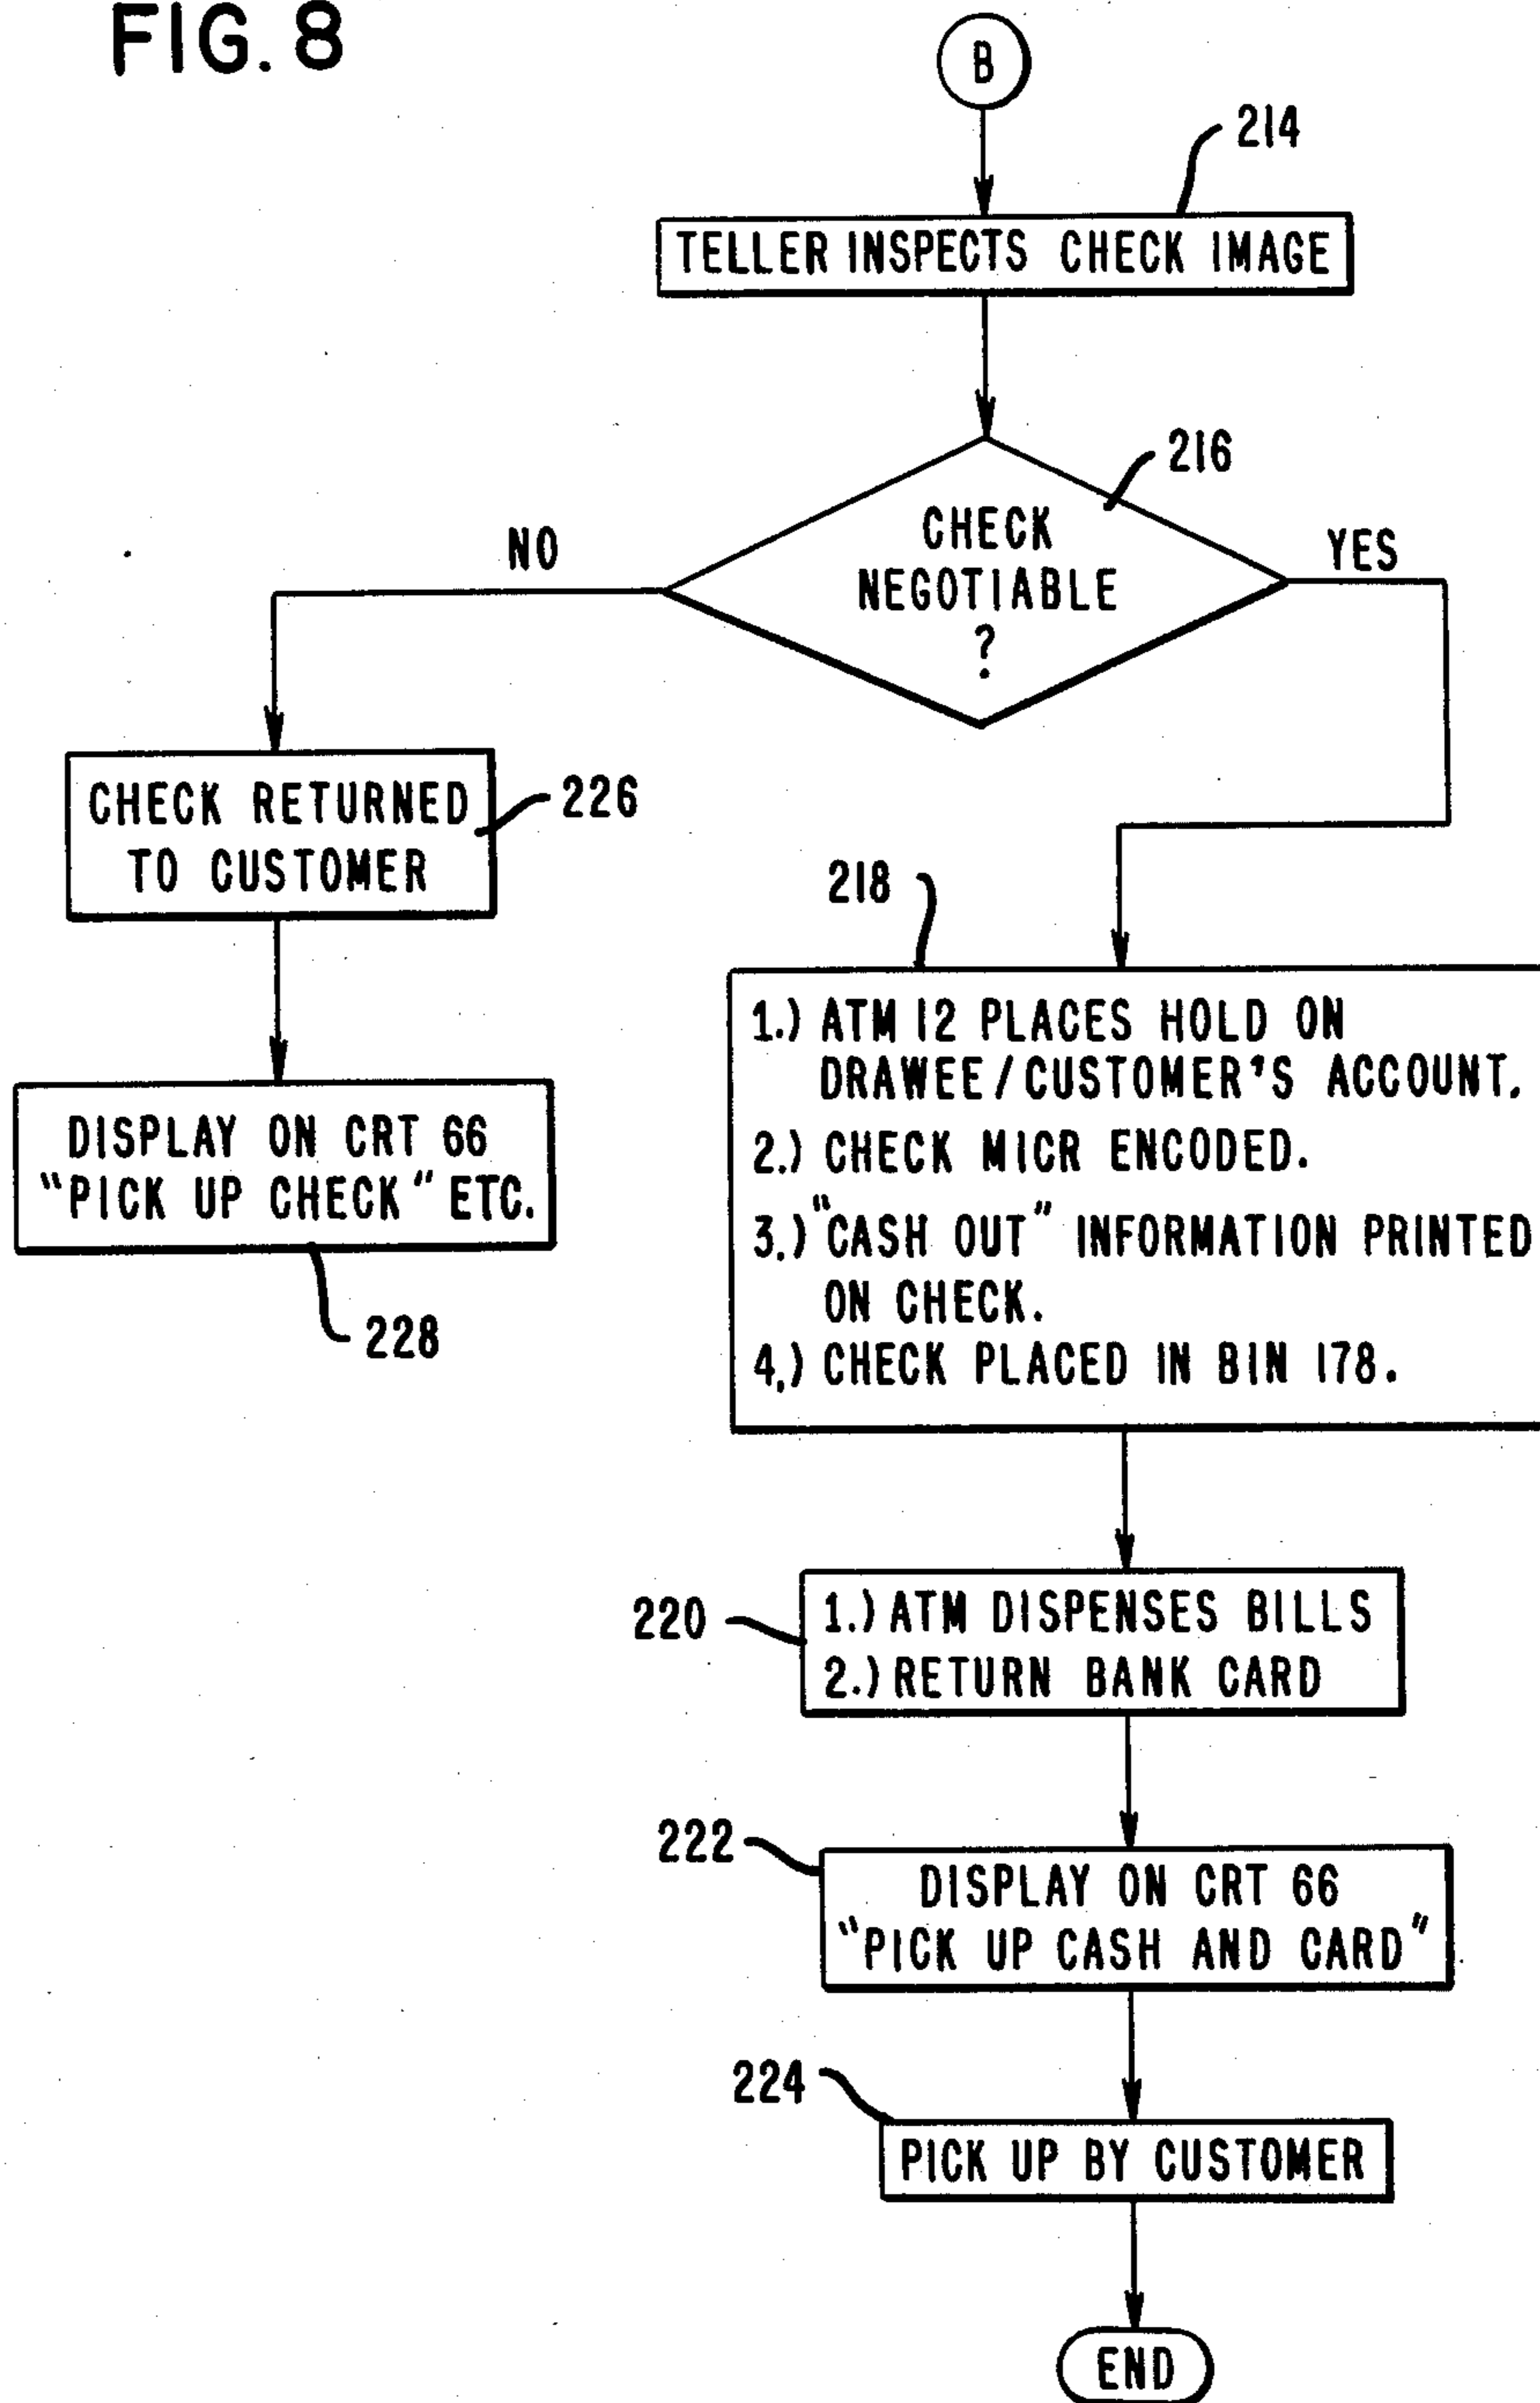 FIG. 8
B
214
TELLER INSPECTS CHECK IMAGE
216
CHECK
NEGOTIABLE
?
NO
YES
CHECK RETURNED
TO CUSTOMER
226
DISPLAY ON CRT 66
"PICK UP CHECK" ETC.
228
218
1.) ATM 12 PLACES HOLD ON
DRAWEE/CUSTOMER'S ACCOUNT.
2.) CHECK MICR ENCODED.
3.) "CASH OUT" INFORMATION PRINTED
ON CHECK.
4.) CHECK PLACED IN BIN 178.
220
1.) ATM DISPENSES BILLS
2.) RETURN BANK CARD
222
DISPLAY ON CRT 66
"PICK UP CASH AND CARD"
224
PICK UP BY CUSTOMER
END